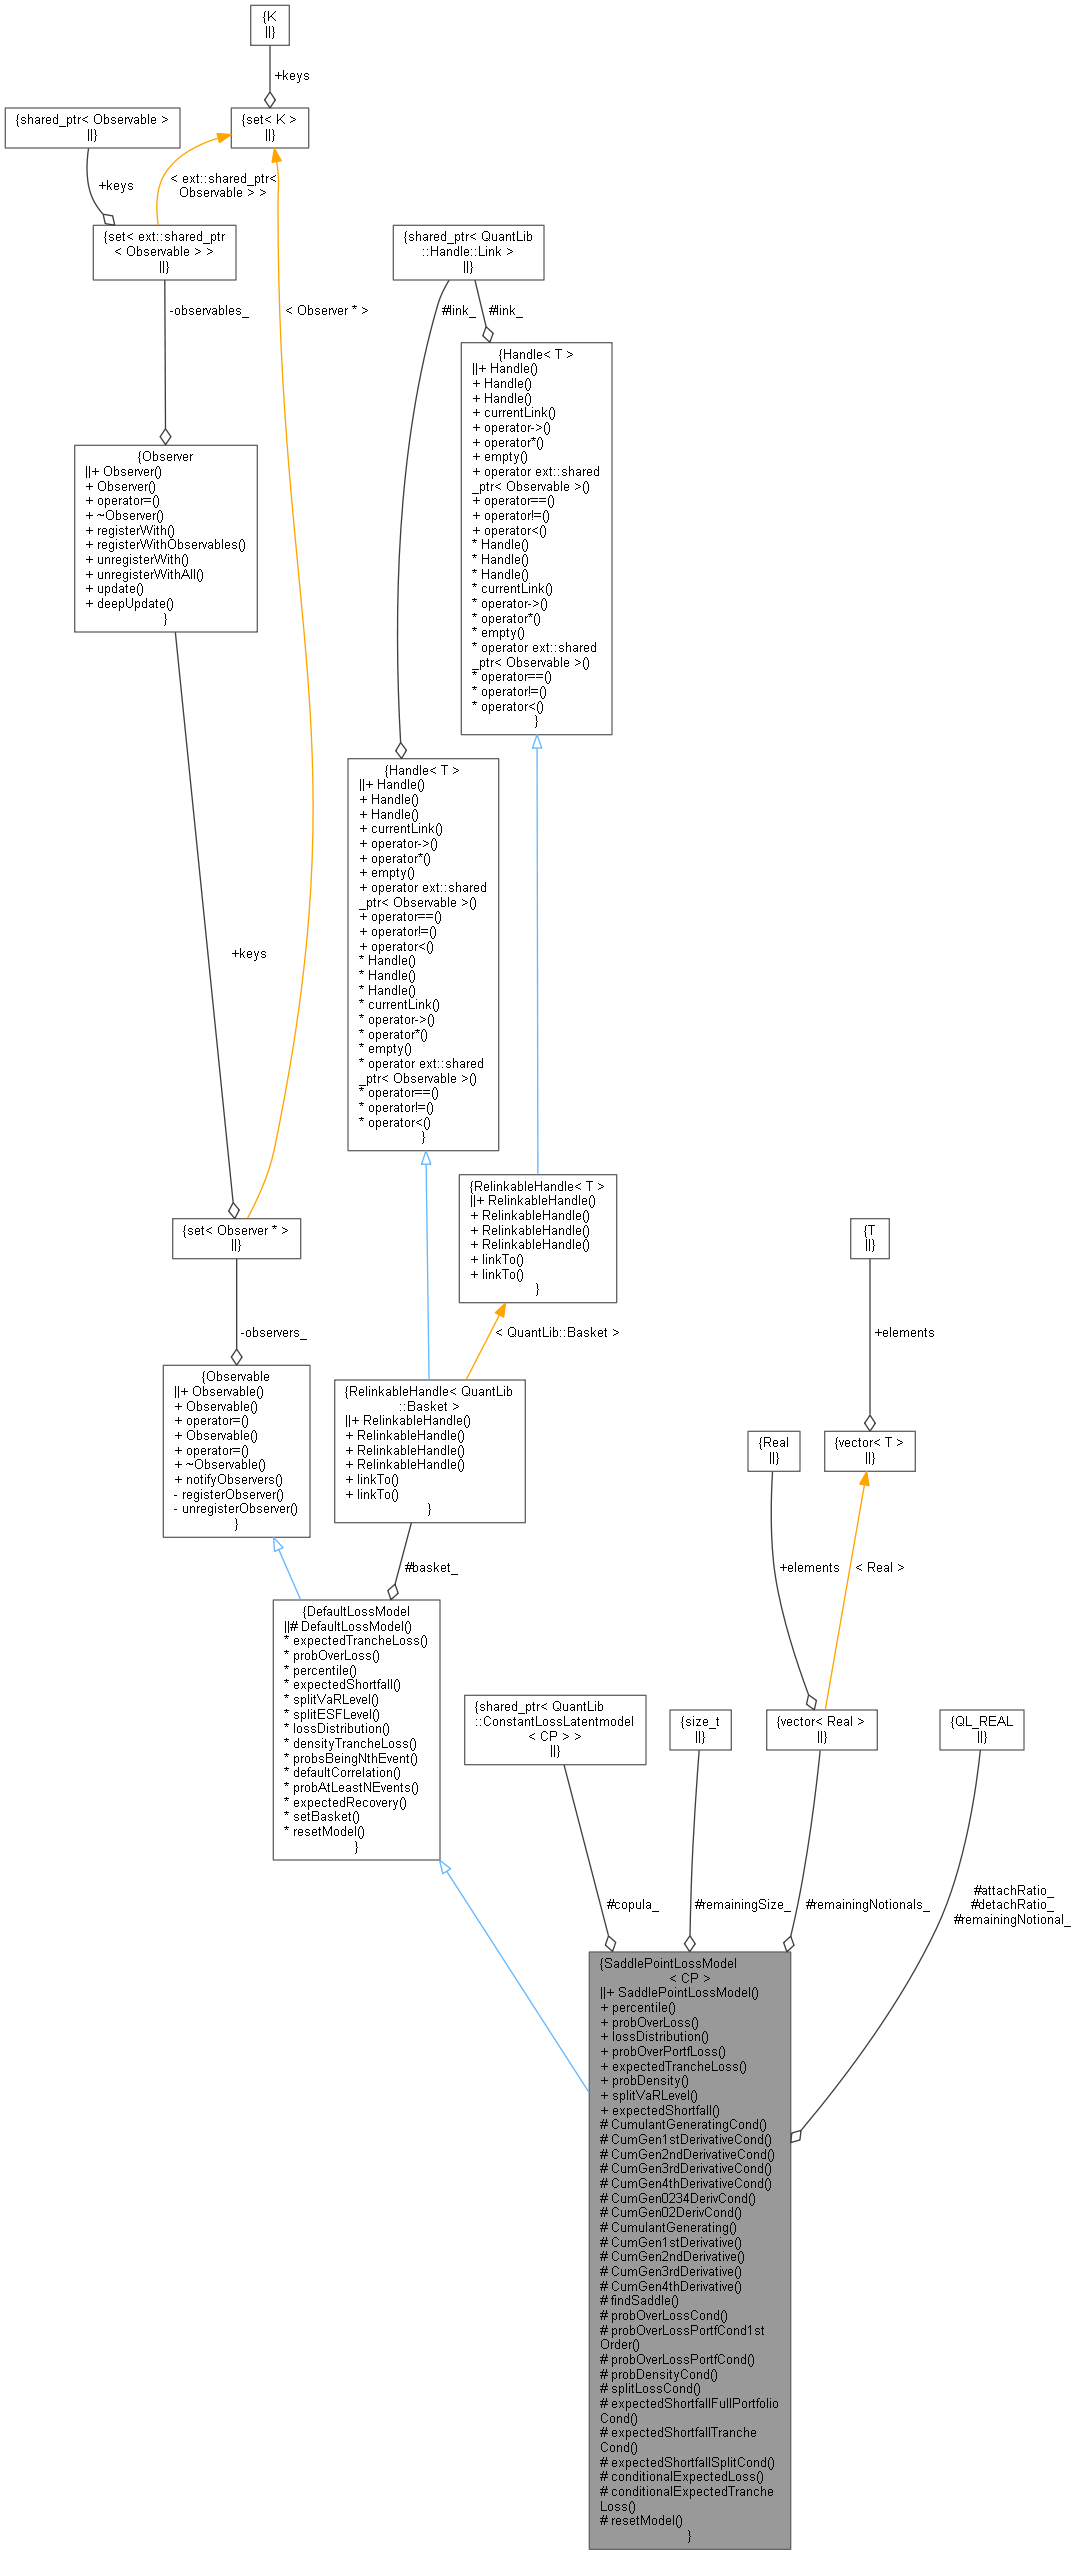 {K
||}
+keys
{shared_ptr< Observable >
||}
{set< K >
||}
+keys
< ext::shared_ptr<
Observable > >
{set< ext::shared_ptr
< Observable > >
||}
{shared_ptr< QuantLib
::Handle::Link >
||}
-observables_
< Observer * >
#link_
#link_
{Handle< T >
||+ Handle()
+ Handle()
+ Handle()
+ currentLink()
+ operator->()
+ operator*()
+ empty()
+ operator ext::shared
_ptr< Observable >()
+ operator==()
+ operator!=()
+ operator<()
* Handle()
* Handle()
* Handle()
* currentLink()
* operator->()
* operator*()
* empty()
* operator ext::shared
_ptr< Observable >()
* operator==()
* operator!=()
* operator<()
}
{Observer
||+ Observer()
+ Observer()
+ operator=()
+ ~Observer()
+ registerWith()
+ registerWithObservables()
+ unregisterWith()
+ unregisterWithAll()
+ update()
+ deepUpdate()
}
{Handle< T >
||+ Handle()
+ Handle()
+ Handle()
+ currentLink()
+ operator->()
+ operator*()
+ empty()
+ operator ext::shared
_ptr< Observable >()
+ operator==()
+ operator!=()
+ operator<()
* Handle()
* Handle()
* Handle()
* currentLink()
* operator->()
* operator*()
* empty()
* operator ext::shared
_ptr< Observable >()
* operator==()
* operator!=()
* operator<()
}
+keys
{RelinkableHandle< T >
||+ RelinkableHandle()
+ RelinkableHandle()
+ RelinkableHandle()
+ RelinkableHandle()
+ linkTo()
+ linkTo()
}
{set< Observer * >
||}
{T
||}
-observers_
< QuantLib::Basket >
+elements
{Observable
||+ Observable()
+ Observable()
+ operator=()
+ Observable()
+ operator=()
+ ~Observable()
+ notifyObservers()
- registerObserver()
- unregisterObserver()
}
{RelinkableHandle< QuantLib
::Basket >
||+ RelinkableHandle()
+ RelinkableHandle()
+ RelinkableHandle()
+ RelinkableHandle()
+ linkTo()
+ linkTo()
}
{Real
||}
{vector< T >
||}
#basket_
+elements
< Real >
{DefaultLossModel
||# DefaultLossModel()
* expectedTrancheLoss()
* probOverLoss()
* percentile()
* expectedShortfall()
* splitVaRLevel()
* splitESFLevel()
* lossDistribution()
* densityTrancheLoss()
* probsBeingNthEvent()
* defaultCorrelation()
* probAtLeastNEvents()
* expectedRecovery()
* setBasket()
* resetModel()
}
{shared_ptr< QuantLib
::ConstantLossLatentmodel
< CP > >
||}
{size_t
||}
{vector< Real >
||}
{QL_REAL
||}
#copula_
#remainingSize_
#remainingNotionals_
#attachRatio_
#detachRatio_
#remainingNotional_
{SaddlePointLossModel
< CP >
||+ SaddlePointLossModel()
+ percentile()
+ probOverLoss()
+ lossDistribution()
+ probOverPortfLoss()
+ expectedTrancheLoss()
+ probDensity()
+ splitVaRLevel()
+ expectedShortfall()
# CumulantGeneratingCond()
# CumGen1stDerivativeCond()
# CumGen2ndDerivativeCond()
# CumGen3rdDerivativeCond()
# CumGen4thDerivativeCond()
# CumGen0234DerivCond()
# CumGen02DerivCond()
# CumulantGenerating()
# CumGen1stDerivative()
# CumGen2ndDerivative()
# CumGen3rdDerivative()
# CumGen4thDerivative()
# findSaddle()
# probOverLossCond()
# probOverLossPortfCond1st
Order()
# probOverLossPortfCond()
# probDensityCond()
# splitLossCond()
# expectedShortfallFullPortfolio
Cond()
# expectedShortfallTranche
Cond()
# expectedShortfallSplitCond()
# conditionalExpectedLoss()
# conditionalExpectedTranche
Loss()
# resetModel()
}